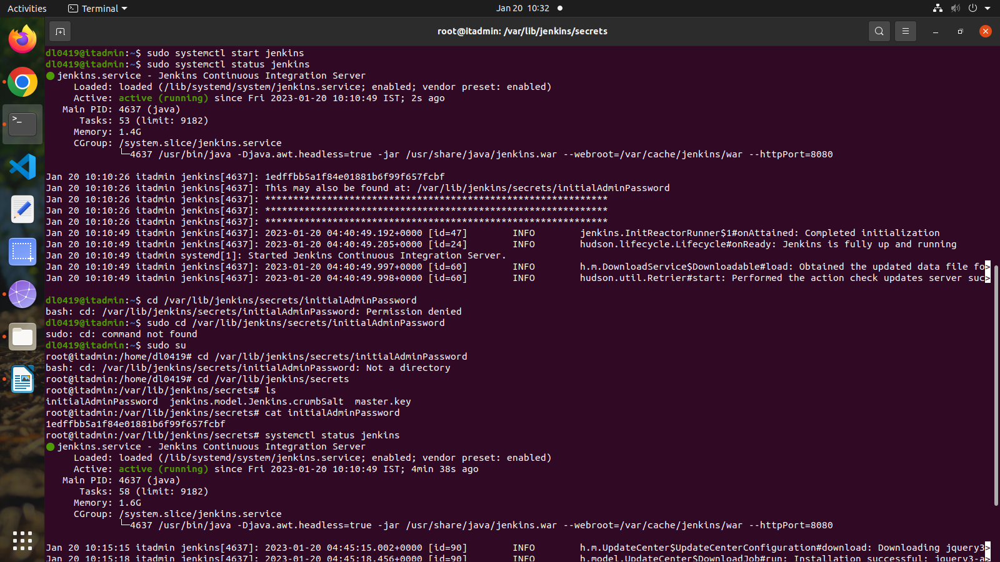 Activities
Terminal
Jan 20 10:32
root@itadmin: /var/lib/jenkins/secrets
dl0419@itadmin:~$ sudo systemctl start jenkins
dl0419@itadmin:~$ sudo systemctl status jenkins
jenkins.service - Jenkins Continuous Integration Server
Loaded: loaded (/lib/systemd/system/jenkins.service; enabled; vendor preset: enabled)
Active: active (running) since Fri 2023-01-20 10:10:49 IST; 2s ago
Main PID: 4637 (java)
Tasks: 53 (limit: 9182)
Memory: 1.4G
CGroup: /system.slice/jenkins.service
└─4637 /usr/bin/java -Djava.awt.headless=true -jar /usr/share/java/jenkins.war --webroot=/var/cache/jenkins/war --httpPort=8080
Jan 20 10:10:26 itadmin jenkins[4637]: 1edffbb5a1f84e01881b6f99f657fcbf
Jan 20 10:10:26 itadmin jenkins[4637]: This may also be found at: /var/lib/jenkins/secrets/initialAdminPassword
Jan 20 10:10:26 itadmin jenkins[4637]: *************************************************************
Jan 20 10:10:26 itadmin jenkins[4637]: *************************************************************
Jan 20 10:10:26 itadmin jenkins[4637]: *************************************************************
Jan 20 10:10:49 itadmin jenkins[4637]: 2023-01-20 04:40:49.192+0000 [id=47] INFO jenkins.InitReactorRunner$1#onAttained: Completed initialization
Jan 20 10:10:49 itadmin jenkins[4637]: 2023-01-20 04:40:49.205+0000 [id=24] INFO hudson.lifecycle.Lifecycle#onReady: Jenkins is fully up and running
Jan 20 10:10:49 itadmin systemd[1]: Started Jenkins Continuous Integration Server.
Jan 20 10:10:49 itadmin jenkins[4637]: 2023-01-20 04:40:49.997+0000 [id=60] INFO h.m.DownloadService$Downloadable#load: Obtained the updated data file fo>
Jan 20 10:10:49 itadmin jenkins[4637]: 2023-01-20 04:40:49.998+0000 [id=60] INFO hudson.util.Retrier#start: Performed the action check updates server suc>
dl0419@itadmin:~$ cd /var/lib/jenkins/secrets/initialAdminPassword
bash: cd: /var/lib/jenkins/secrets/initialAdminPassword: Permission denied
dl0419@itadmin:~$ sudo cd /var/lib/jenkins/secrets/initialAdminPassword
sudo: cd: command not found
dl0419@itadmin:~$ sudo su
root@itadmin:/home/dl0419# cd /var/lib/jenkins/secrets/initialAdminPassword
bash: cd: /var/lib/jenkins/secrets/initialAdminPassword: Not a directory
root@itadmin:/home/dl0419# cd /var/lib/jenkins/secrets
root@itadmin:/var/lib/jenkins/secrets# ls
initialAdminPassword jenkins.model.Jenkins.crumbSalt master.key
root@itadmin:/var/lib/jenkins/secrets# cat initialAdminPassword
1edffbb5a1f84e01881b6f99f657fcbf
root@itadmin:/var/lib/jenkins/secrets# systemctl status jenkins
jenkins.service - Jenkins Continuous Integration Server
Loaded: loaded (/lib/systemd/system/jenkins.service; enabled; vendor preset: enabled)
Active: active (running) since Fri 2023-01-20 10:10:49 IST; 4min 38s ago
Main PID: 4637 (java)
Tasks: 58 (limit: 9182)
Memory: 1.6G
CGroup: /system.slice/jenkins.service
└─4637 /usr/bin/java -Djava.awt.headless=true -jar /usr/share/java/jenkins.war --webroot=/var/cache/jenkins/war --httpPort=8080
Jan 20 10:15:15 itadmin jenkins[4637]: 2023-01-20 04:45:15.002+0000 [id=90] INFO h.m.UpdateCenter$UpdateCenterConfiguration#download: Downloading jquery3>
Jan 20 10:15:18 itadmin jenkins[4637]: 2023-01-20 04:45:18.456+0000 [id=90] INFO h.model.UpdateCenter$DownloadJob#run: Installation successful: jquery3-a>